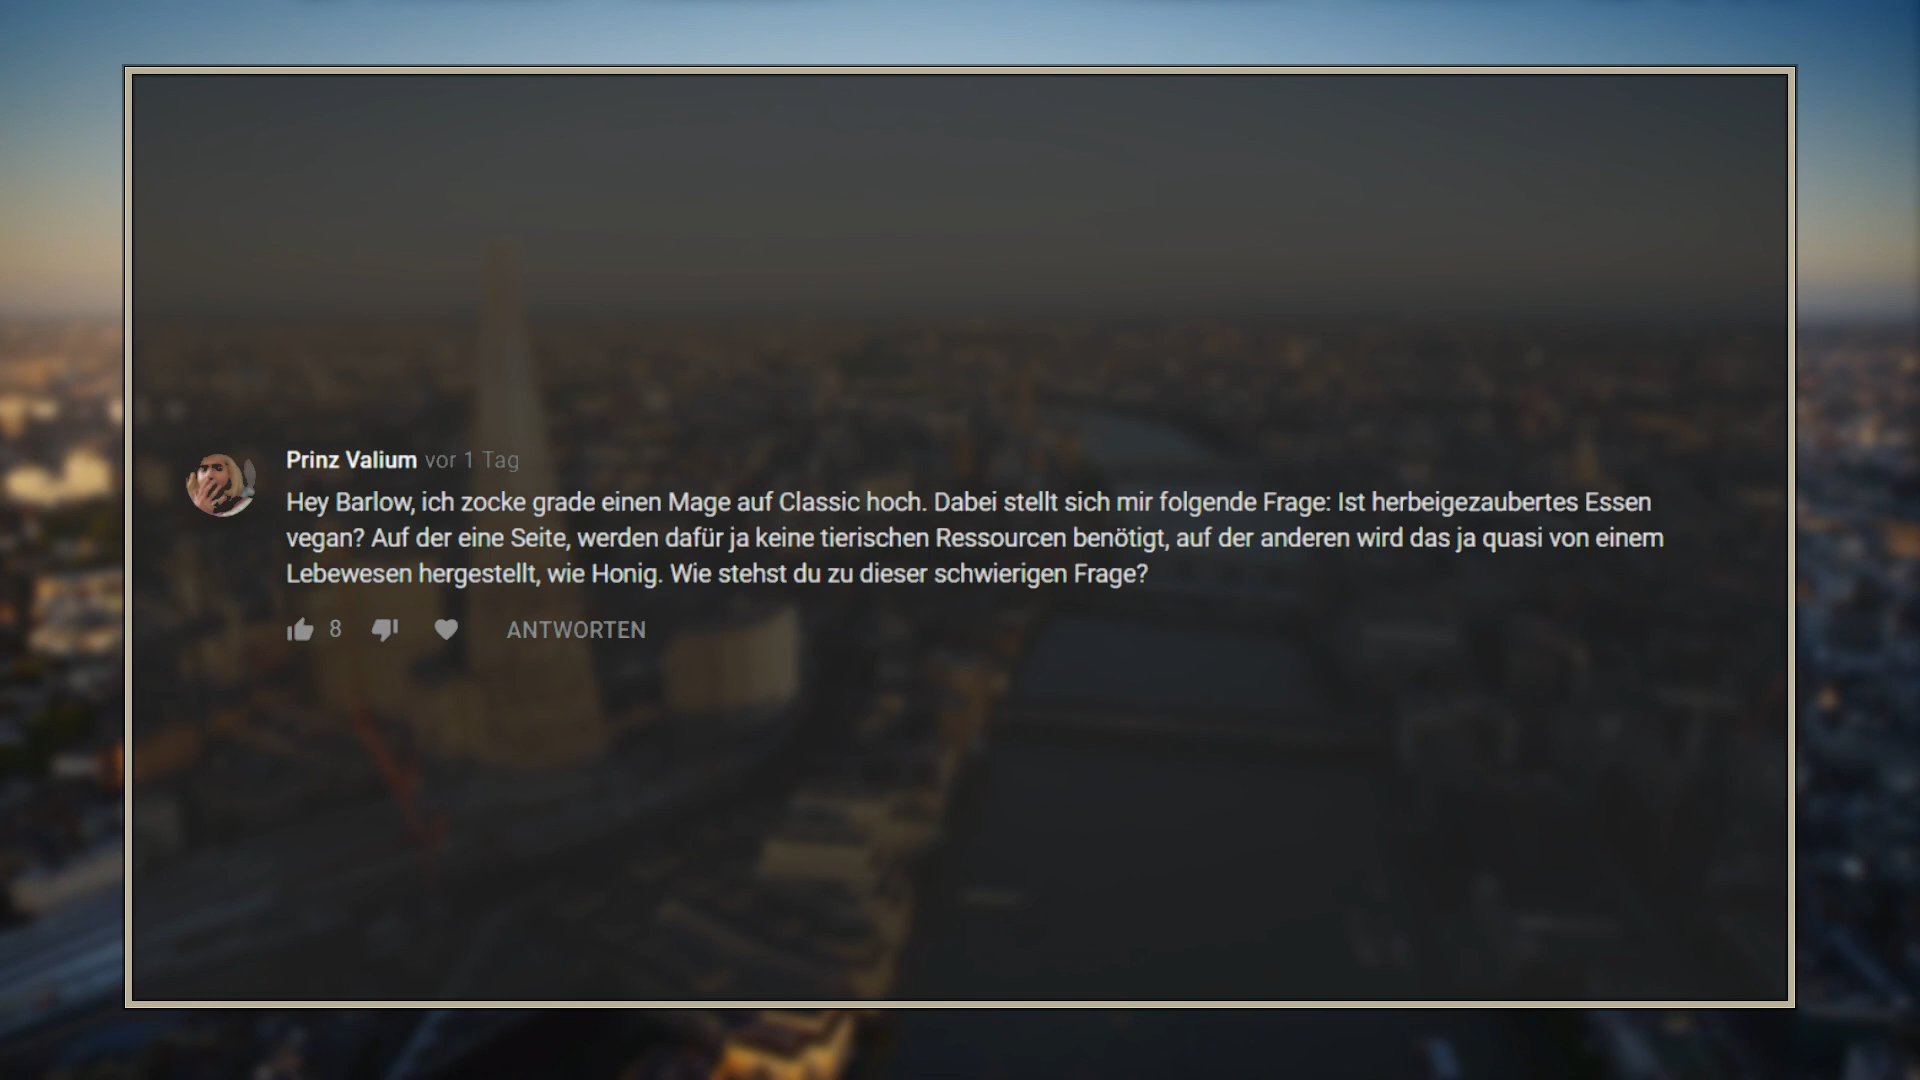 Prinz Valium vor 1 Tag
Hey Barlow, ich zocke grade einen Mage auf Classic hoch. Dabei stellt sich mir folgende Frage: Ist herbeigezaubertes Essen
vegan? Auf der eine Seite, werden dafür ja keine tierischen Ressourcen benötigt, auf der anderen wird das ja quasi von einem
Lebewesen hergestellt, wie Honig. Wie stehst du zu dieser schwierigen Frage?
8 ANTWORTEN